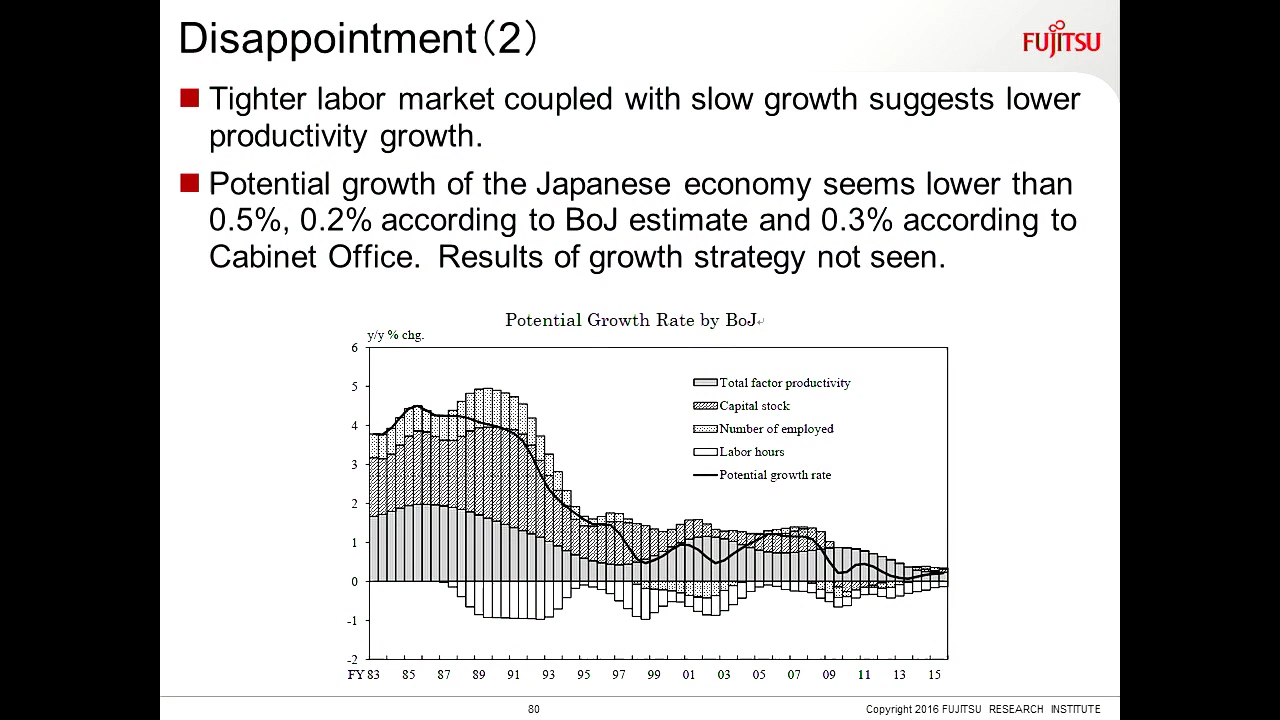 Disappointment（2）
FUJITSU
Tighter labor market coupled with slow growth suggests lower
productivity growth.
Potential growth of the Japanese economy seems lower than
0.5%, 0.2% according to BoJ estimate and 0.3% according to
Cabinet Office. Results of growth strategy not seen.
Potential Growth Rate by BoJ↵
y/y % chg.
6
5
4
3
2
1
0
-1
-2
Total factor productivity
Capital stock
Number of employed
Labor hours
Potential growth rate
FY 83 85 87 89 91 93 95 97 99 01 03 05 07 09 11 13 15
80
Copyright 2016 FUJITSU RESEARCH INSTITUTE